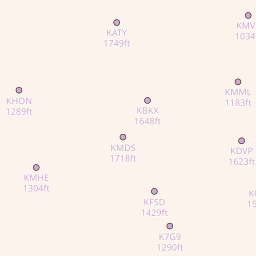 KATY
1749ft
KMV
1034
KHON
1289ft
KBKX
1648ft
KMML
1183ft
KMDS
1718ft
KDVP
1623ft
KMHE
1304ft
KFSD
1429ft
K7G9
1290ft